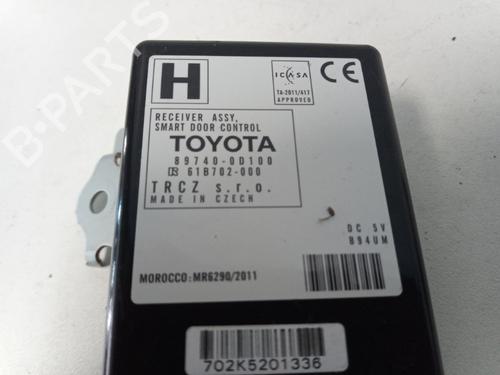 B-PARTS
H
ICASA
TA-2011/417
APPROVED
CE
RECEIVER ASSY,
SMART DOOR CONTROL
TOYOTA
89740-0D100
61B702-000
TRCZ s.r.o.
MADE IN CZECH
DC 5V
B94UM
MOROCCO:MR6290/2011
702K5201336